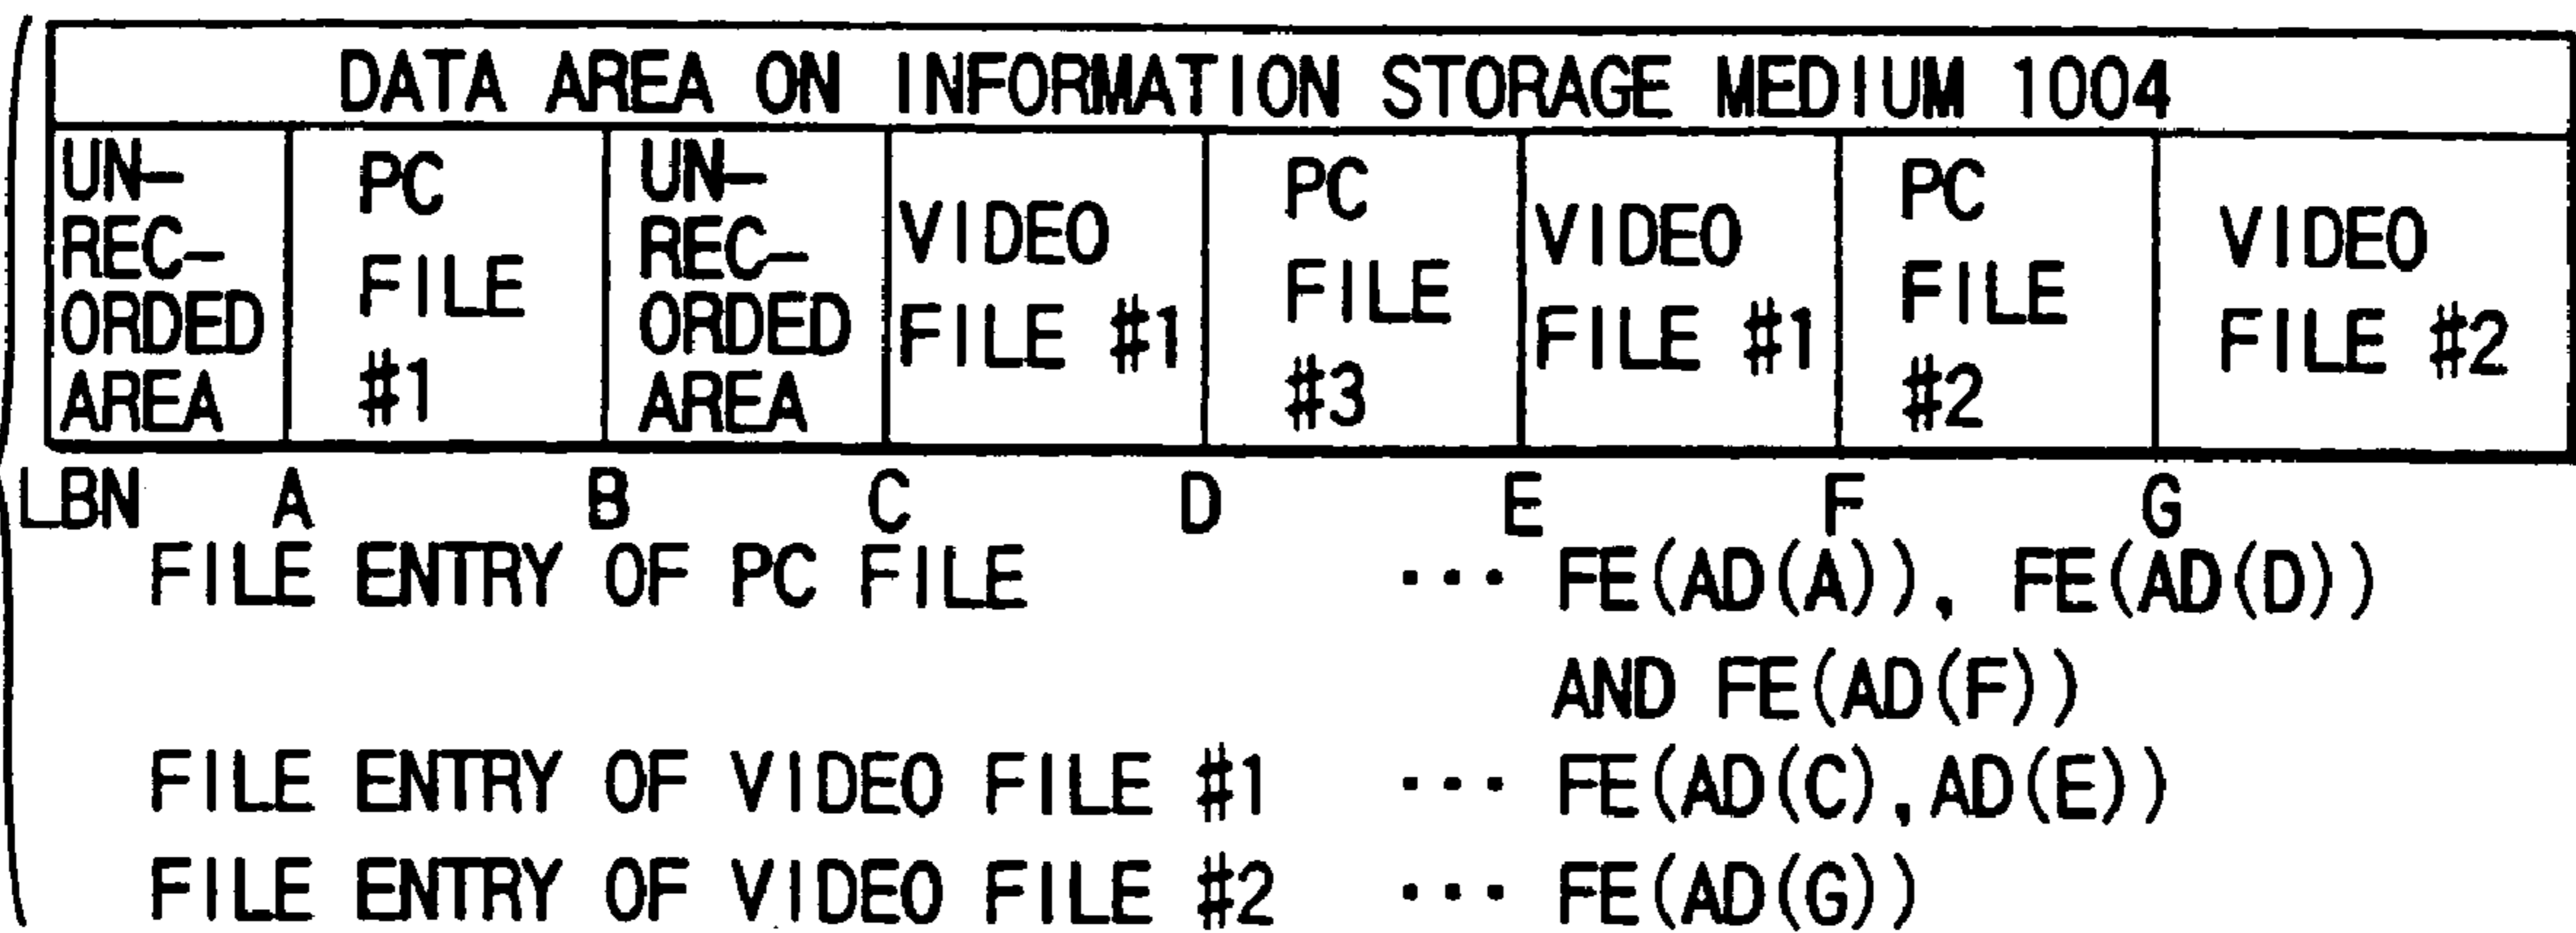 DATA AREA ON INFORMATION STORAGE MEDIUM 1004
UN-
REC-
ORDED
AREA
PC
FILE
#1
UN-
REC-
ORDED
AREA
VIDEO
FILE #1
PC
FILE
#3
VIDEO
FILE #1
PC
FILE
#2
VIDEO
FILE #2
LBN A B C D E F G
FILE ENTRY OF PC FILE ··· FE(AD(A)), FE(AD(D))
AND FE(AD(F))
FILE ENTRY OF VIDEO FILE #1 ··· FE(AD(C),AD(E))
FILE ENTRY OF VIDEO FILE #2 ··· FE(AD(G))